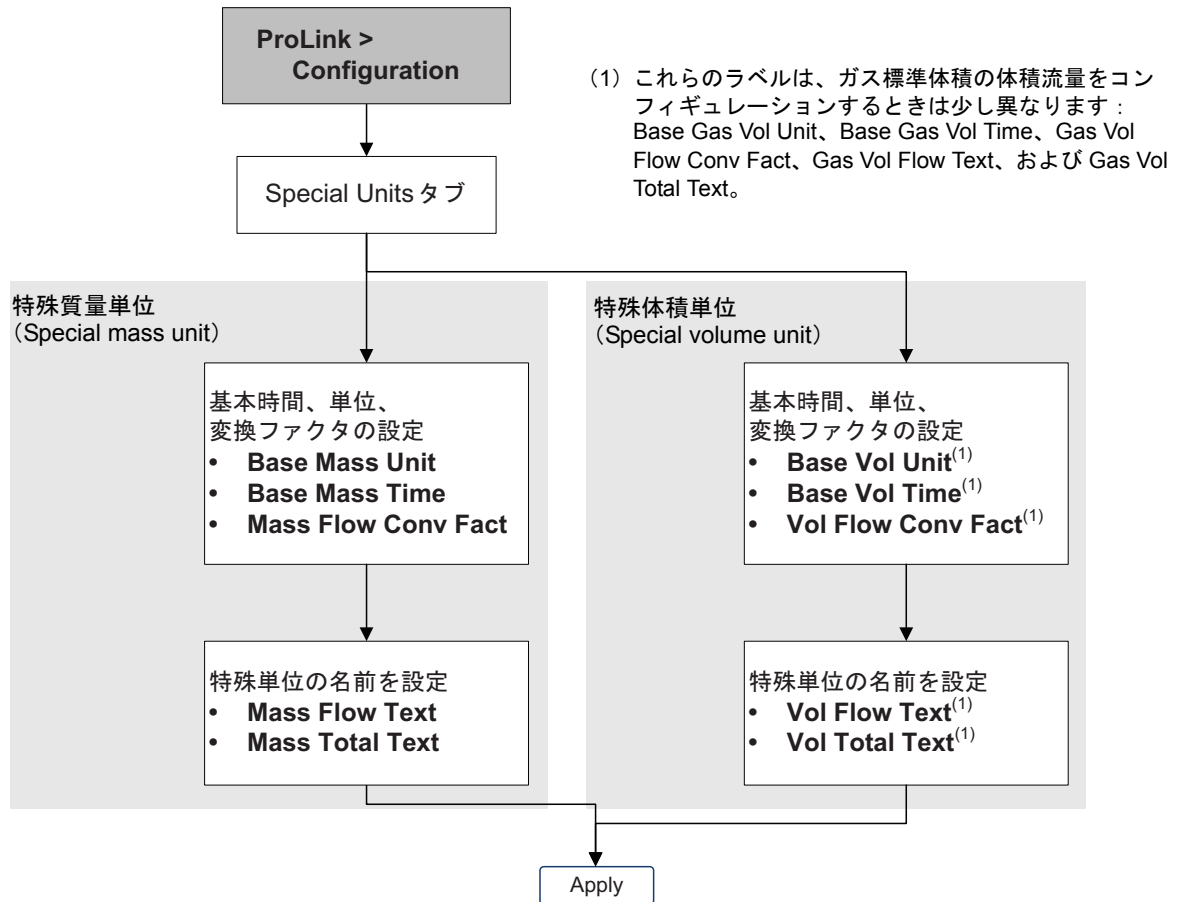 ProLink >
Configuration
(1) これらのラベルは、ガス標準体積の体積流量をコン
フィギュレーションするときは少し異なります：
Base Gas Vol Unit、Base Gas Vol Time、Gas Vol
Flow Conv Fact、Gas Vol Flow Text、および Gas Vol
Total Text。
Special Units タブ
特殊質量単位
（Special mass unit）
基本時間、単位、
変換ファクタの設定
• Base Mass Unit
• Base Mass Time
• Mass Flow Conv Fact
特殊単位の名前を設定
• Mass Flow Text
• Mass Total Text
特殊体積単位
（Special volume unit）
基本時間、単位、
変換ファクタの設定
• Base Vol Unit(1)
• Base Vol Time(1)
• Vol Flow Conv Fact(1)
特殊単位の名前を設定
• Vol Flow Text(1)
• Vol Total Text(1)
Apply